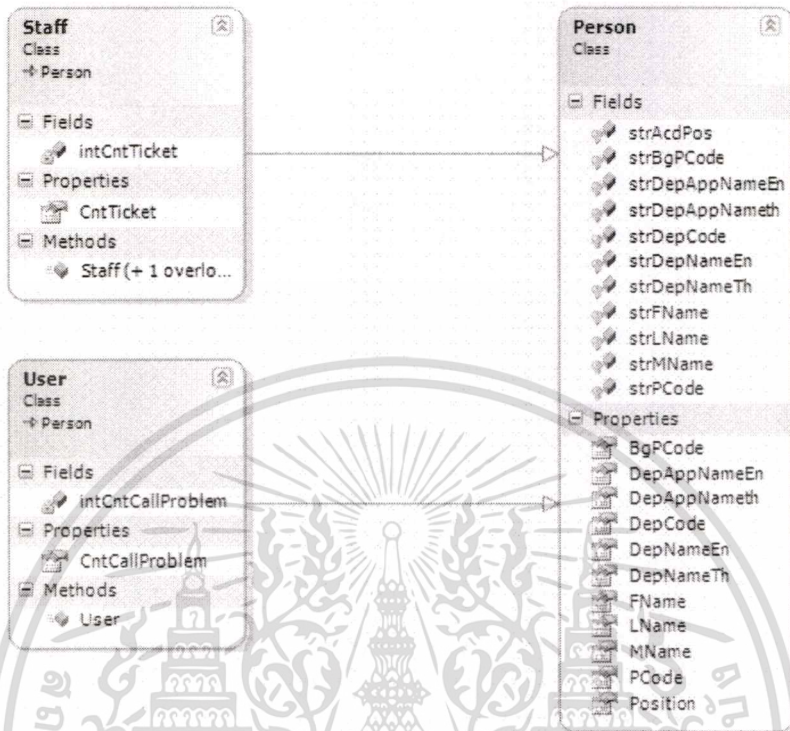 Staff
Class
Person
Fields
intCntTicket
Properties
CntTicket
Methods
Staff (+ 1 overlo...
User
Class
Person
Fields
intCntCallProblem
Properties
CntCallProblem
Methods
User
Person
Class
Fields
strAcdPos
strBgPCode
strDepAppNameEn
strDepAppNameth
strDepCode
strDepNameEn
strDepNameTh
strFName
strLName
strMName
strPCode
Properties
BgPCode
DepAppNameEn
DepAppNameth
DepCode
DepNameEn
DepNameTh
FName
LName
MName
PCode
Position